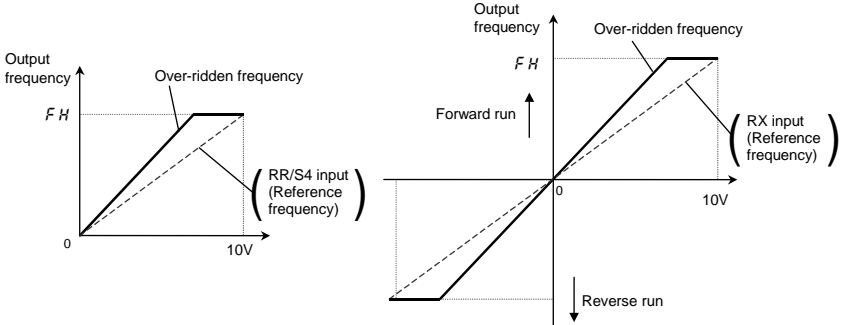 Output
frequency
Over-ridden frequency
FH
RR/S4 input
(Reference
frequency)
0
10V
Output
frequency
Over-ridden frequency
FH
Forward run
RX input
(Reference
frequency)
0
10V
Reverse run